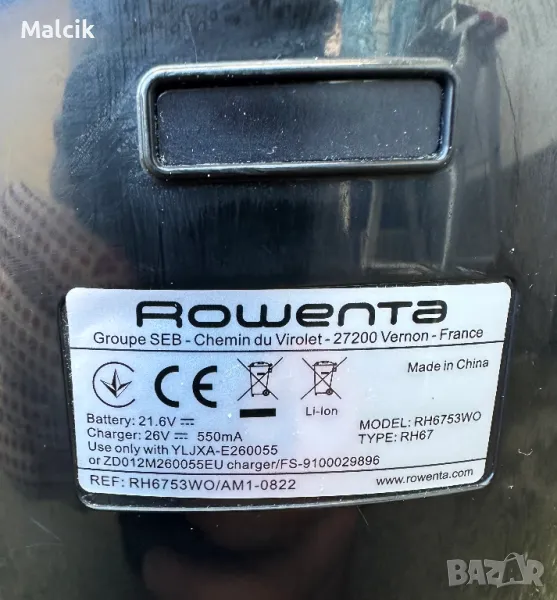 Malcik
Rowenta
Groupe SEB - Chemin du Virolet - 27200 Vernon - France
Made in China
CE
Li-Ion
Battery: 21.6V
Charger: 26V 550mA
Use only with YLJXA-E260055
or ZD012M260055EU charger/FS-9100029896
MODEL: RH6753WO
TYPE: RH67
REF: RH6753WO/AM1-0822
www.rowenta.com
BAZAR